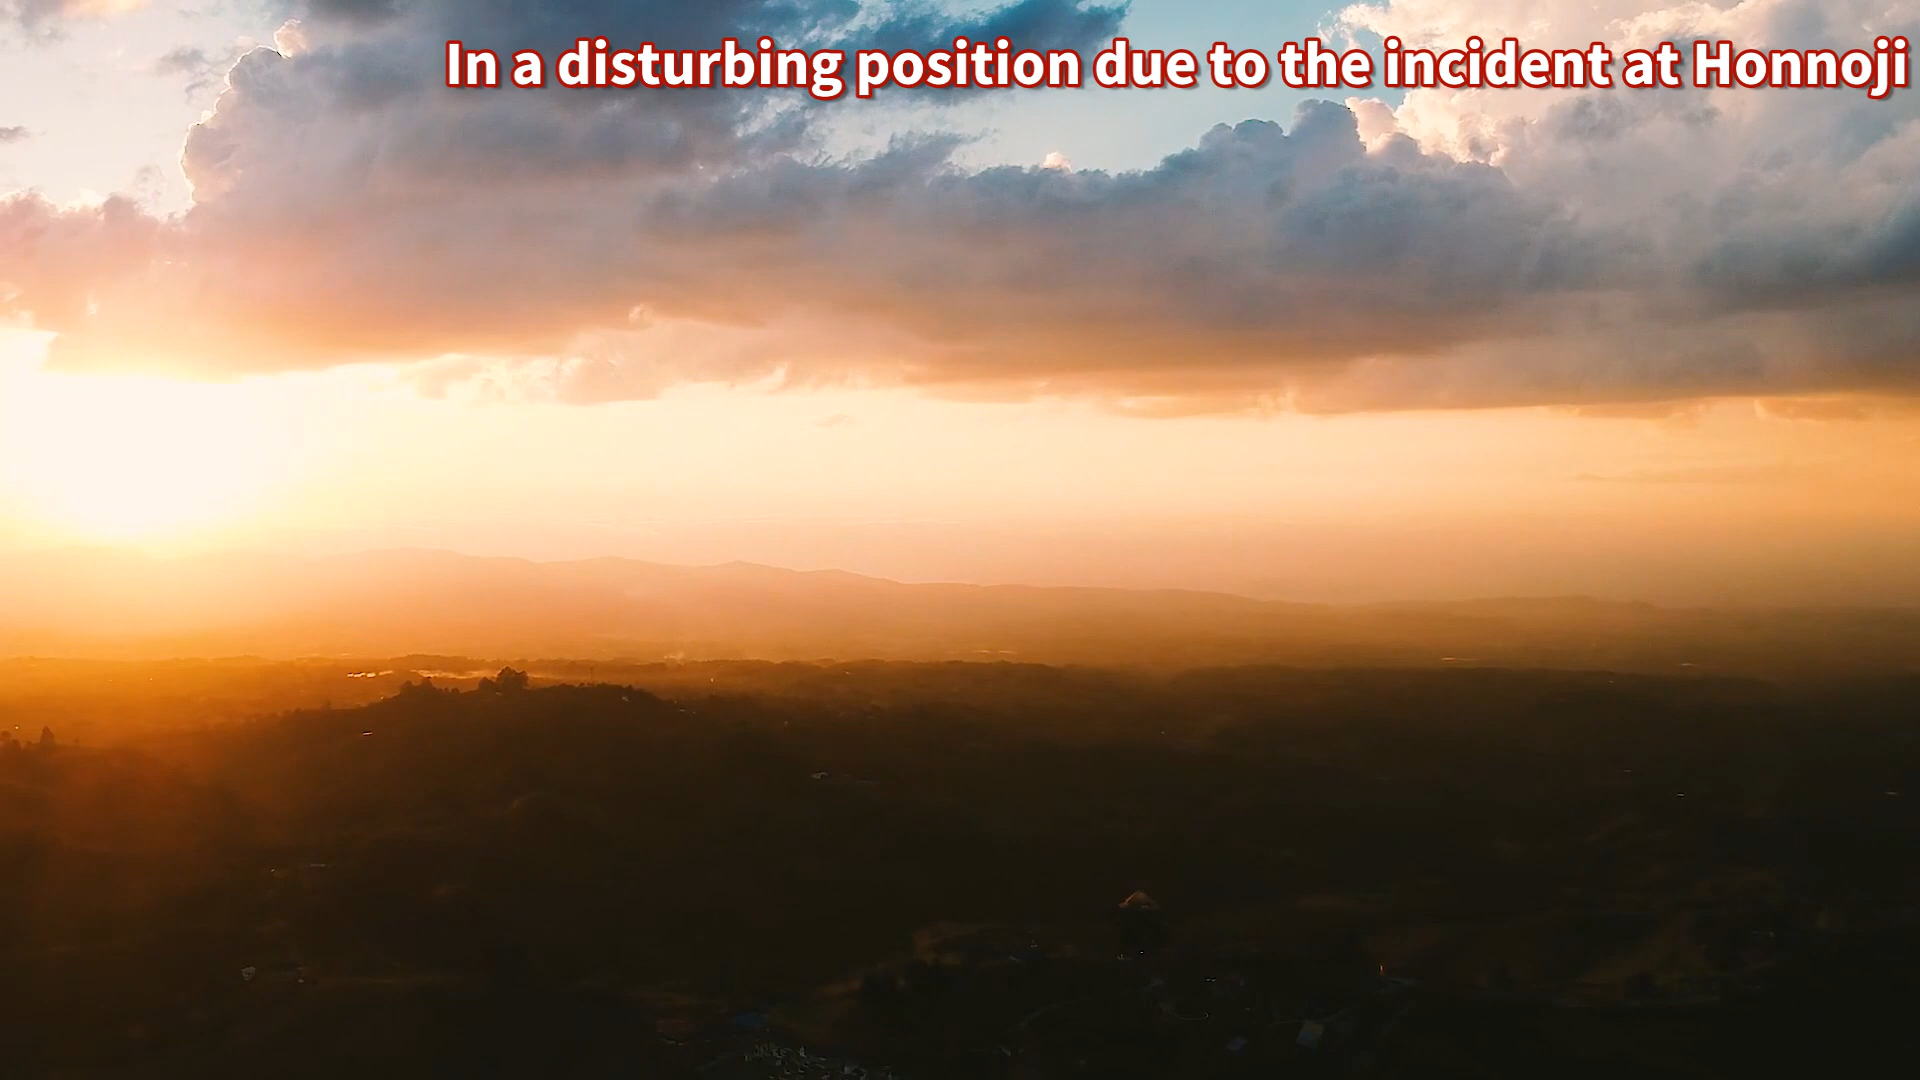 In a disturbing position due to the incident at Honnoji